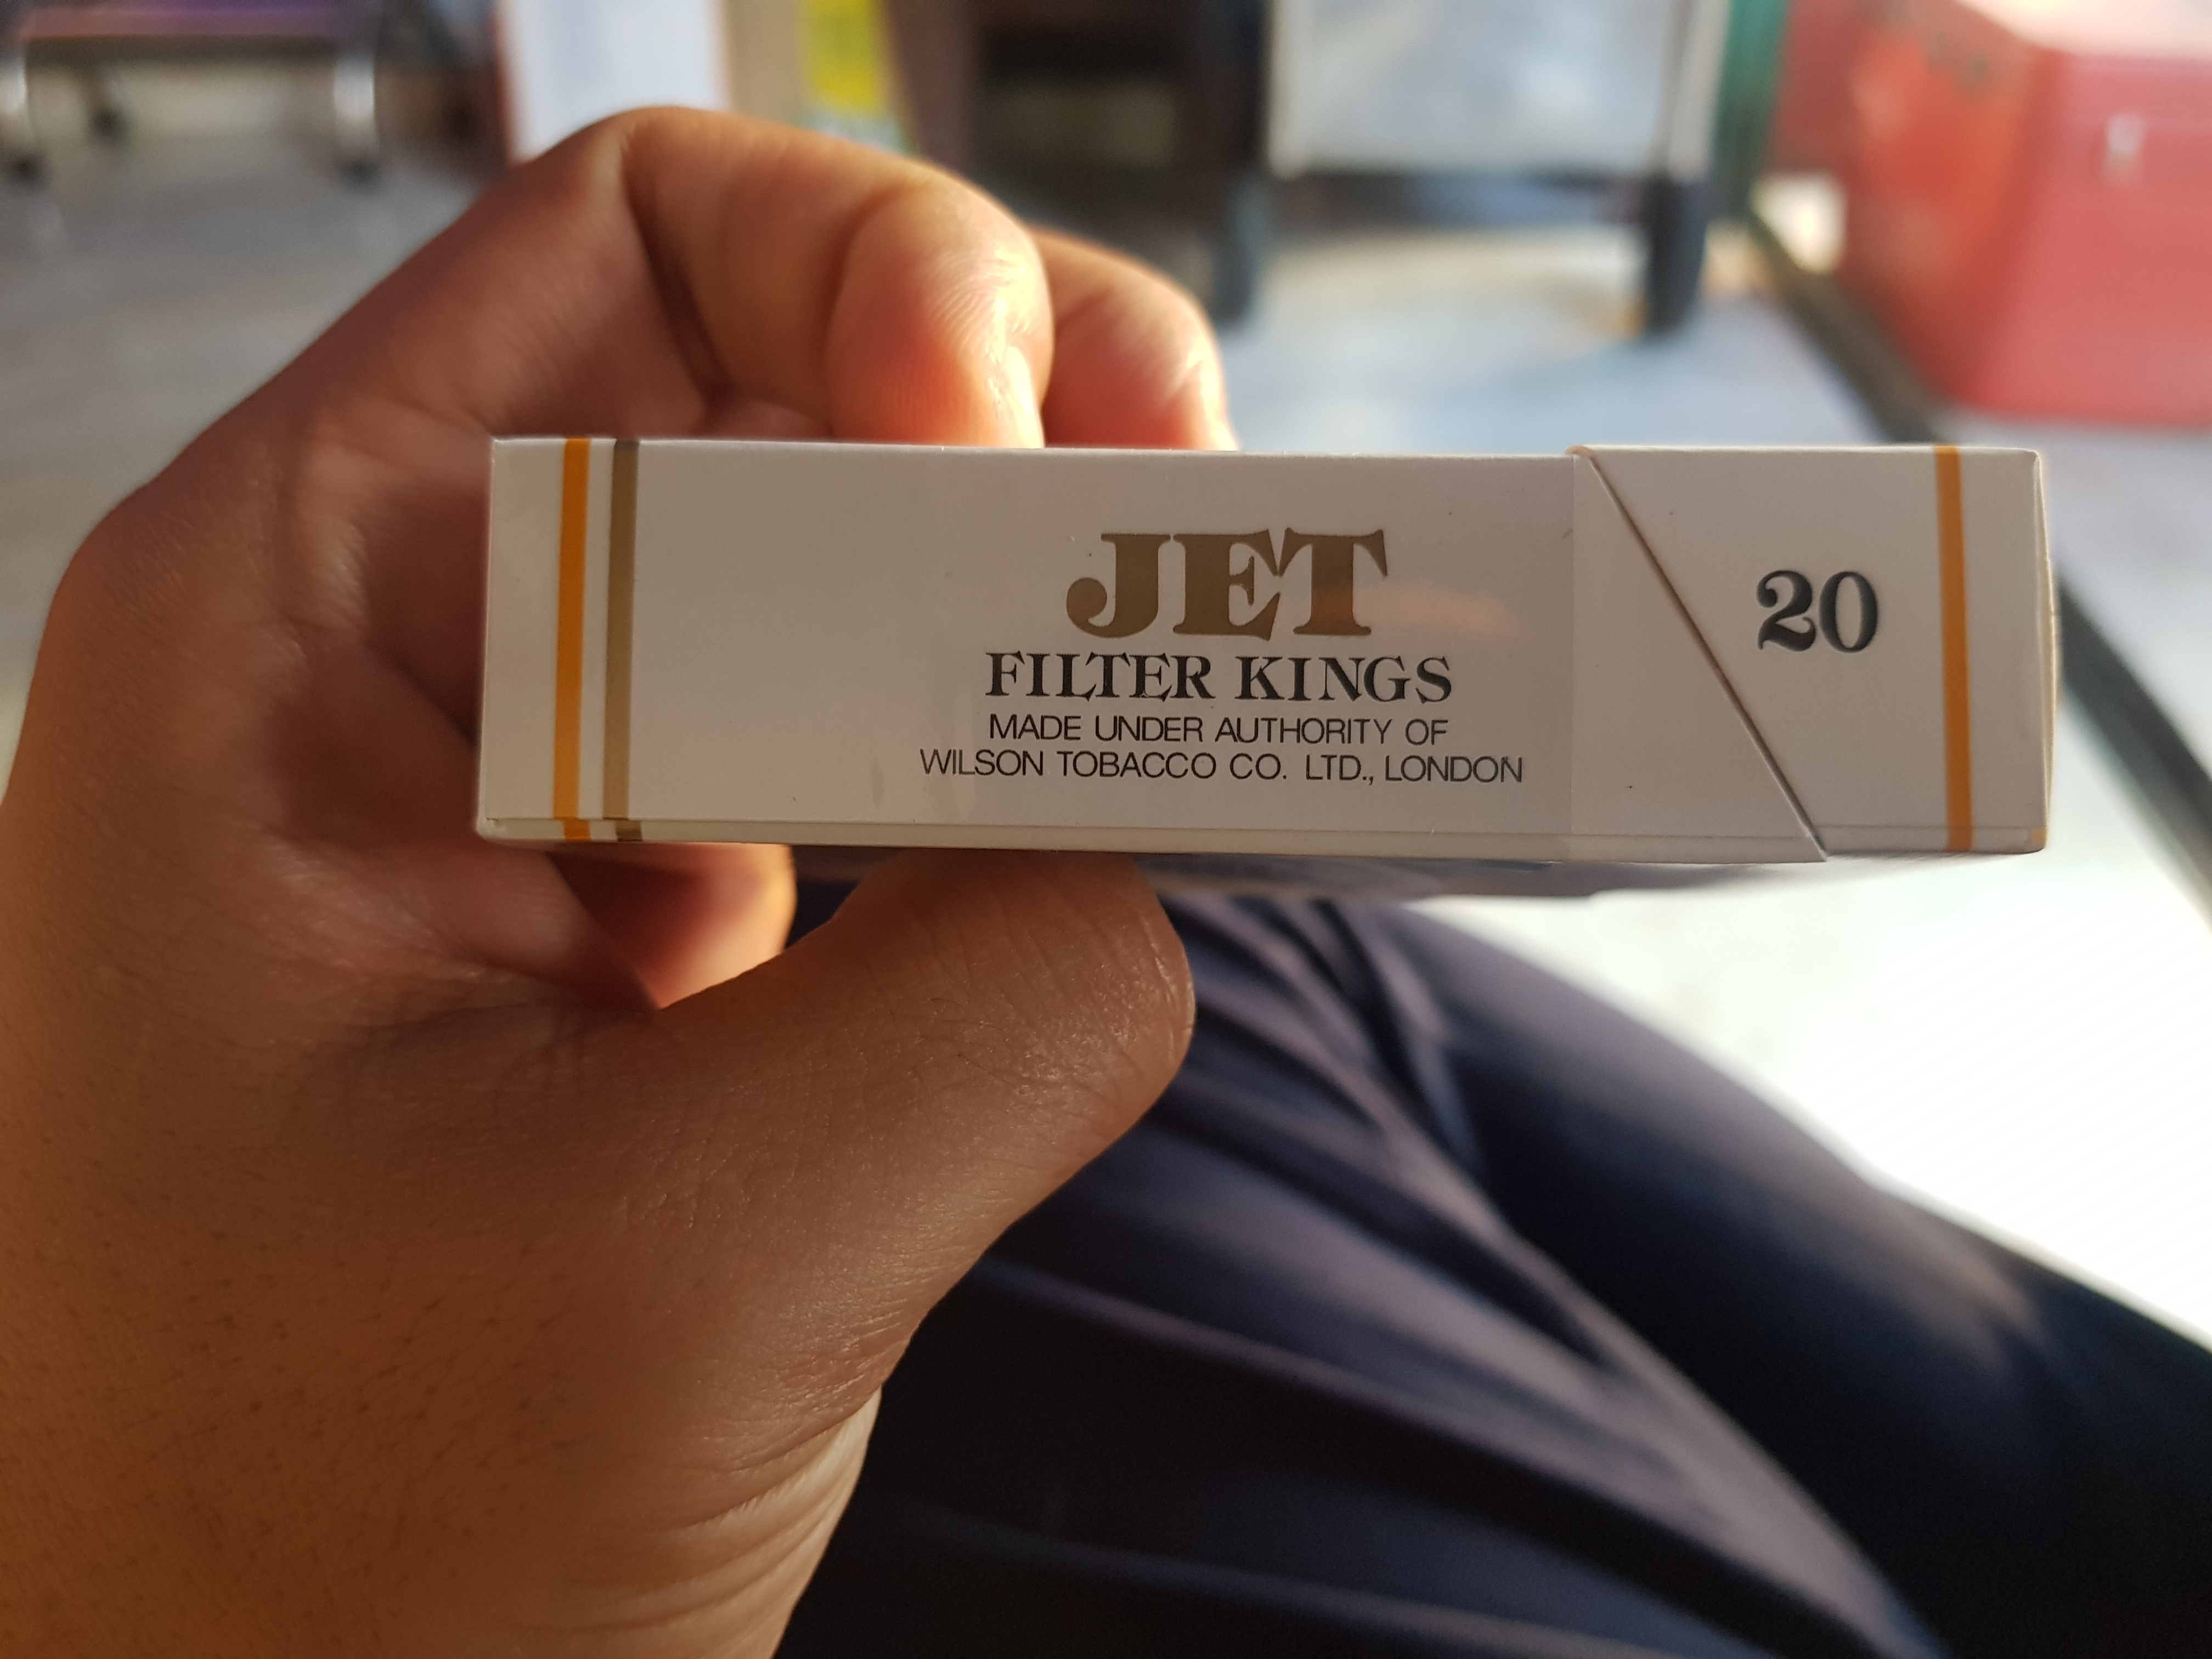 JET
FILTER KINGS
MADE UNDER AUTHORITY OF
WILSON TOBACCO CO. LTD., LONDON
20